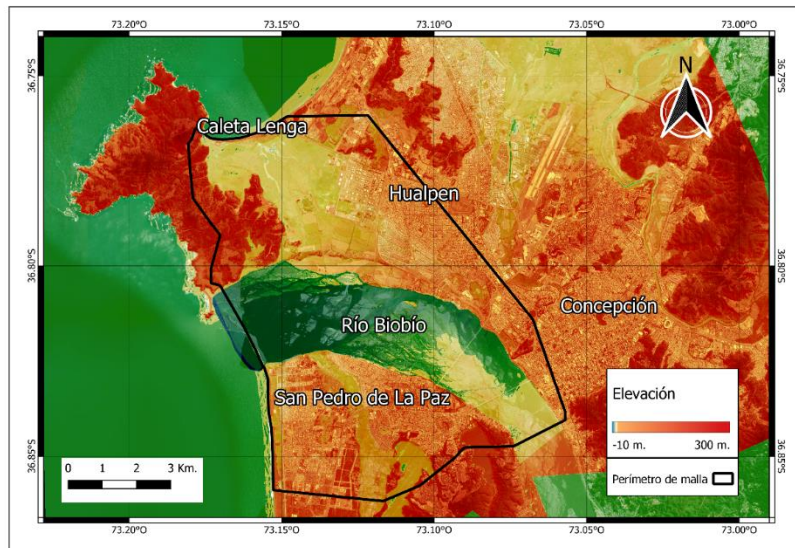 73.20°O 73.15°O 73.10°O 73.05°O 73.00°O
36.75°S
36.75°S
N
Caleta Lenga
Hualpen
36.80°S
36.80°S
Concepción
Río Biobío
San Pedro de La Paz
Elevación
-10 m. 300 m.
Perímetro de malla
36.85°S
36.85°S
0 1 2 3 Km.
73.20°O 73.15°O 73.10°O 73.05°O 73.00°O